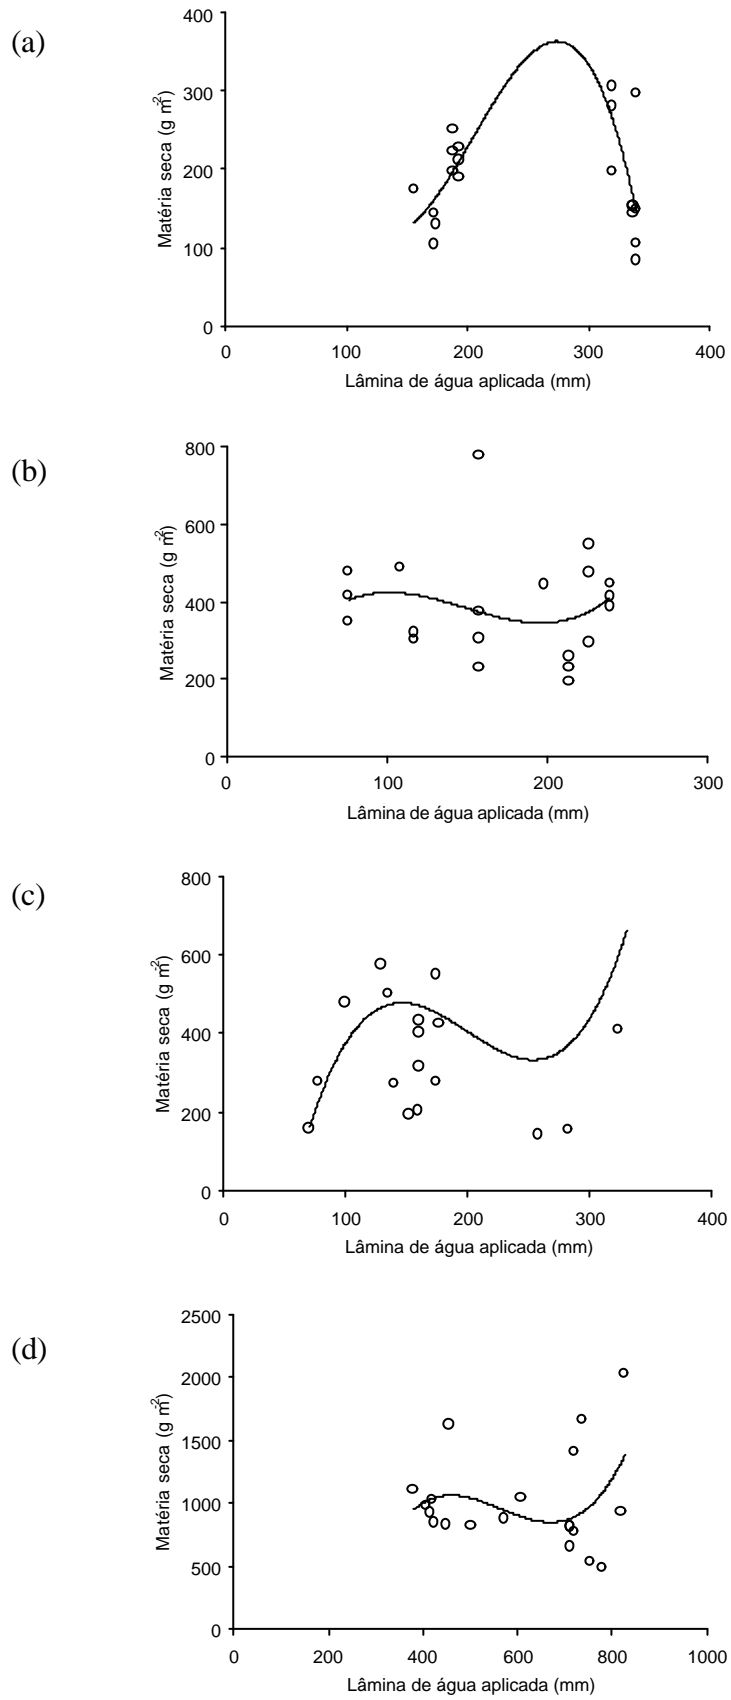 (a)
Matéria seca (g m-2)
400
300
200
100
0
0 100 200 300 400
Lâmina de água aplicada (mm)
(b)
Matéria seca (g m-2)
800
600
400
200
0
0 100 200 300
Lâmina de água aplicada (mm)
(c)
Matéria seca (g m-2)
800
600
400
200
0
0 100 200 300 400
Lâmina de água aplicada (mm)
(d)
Matéria seca (g m-2)
2500
2000
1500
1000
500
0
0 200 400 600 800 1000
Lâmina de água aplicada (mm)